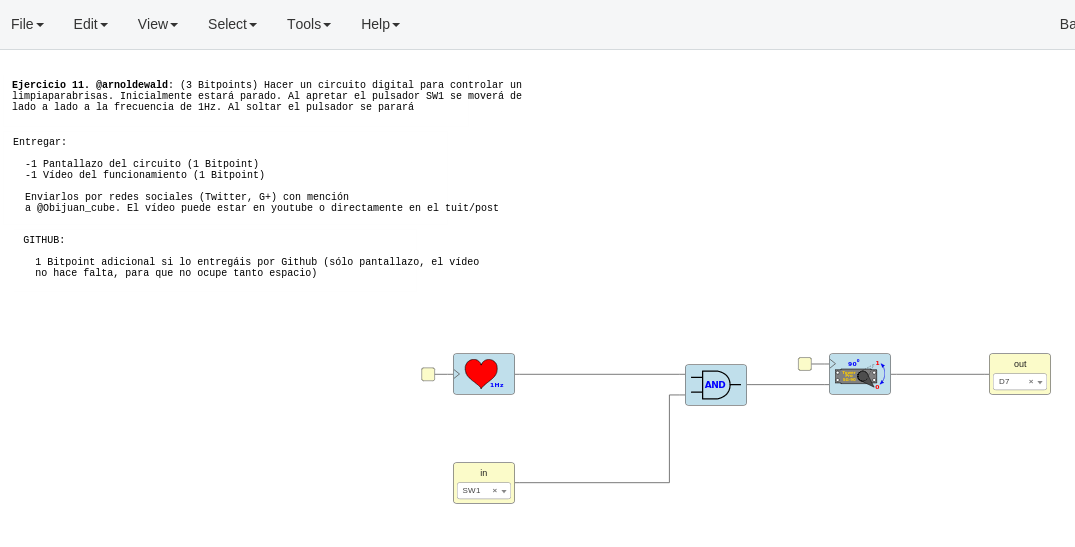 File Edit View Select Tools Help Ba
Ejercicio 11. @arnoldewald: (3 Bitpoints) Hacer un circuito digital para controlar un
limpiaparabrisas. Inicialmente estará parado. Al apretar el pulsador SW1 se moverá de
lado a lado a la frecuencia de 1Hz. Al soltar el pulsador se parará
Entregar:
-1 Pantallazo del circuito (1 Bitpoint)
-1 Vídeo del funcionamiento (1 Bitpoint)
Enviarlos por redes sociales (Twitter, G+) con mención
a @Obijuan_cube. El vídeo puede estar en youtube o directamente en el tuit/post
GITHUB:
1 Bitpoint adicional si lo entregáis por Github (sólo pantallazo, el vídeo
no hace falta, para que no ocupe tanto espacio)
1Hz
AND
90º
1
0
out
D7
in
SW1